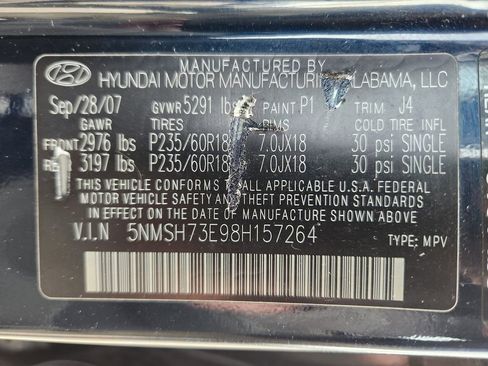 MANUFACTURED BY
HYUNDAI MOTOR MANUFACTURING ALABAMA, LLC
Sep/28/07 GVWR 5291 lbs PAINT P1 TRIM J4
GAWR TIRES RIMS COLD TIRE INFL
FRONT 2976 lbs P235/60R18 7.0JX18 30 psi SINGLE
3197 lbs P235/60R18 7.0JX18 30 psi SINGLE
THIS VEHICLE CONFORMS TO ALL APPLICABLE U.S.A. FEDERAL
MOTOR VEHICLE SAFETY AND THEFT PREVENTION STANDARDS
IN EFFECT ON THE DATE OF MANUFACTURE SHOWN ABOVE.
V.I.N 5NMSH73E98H157264 TYPE: MPV